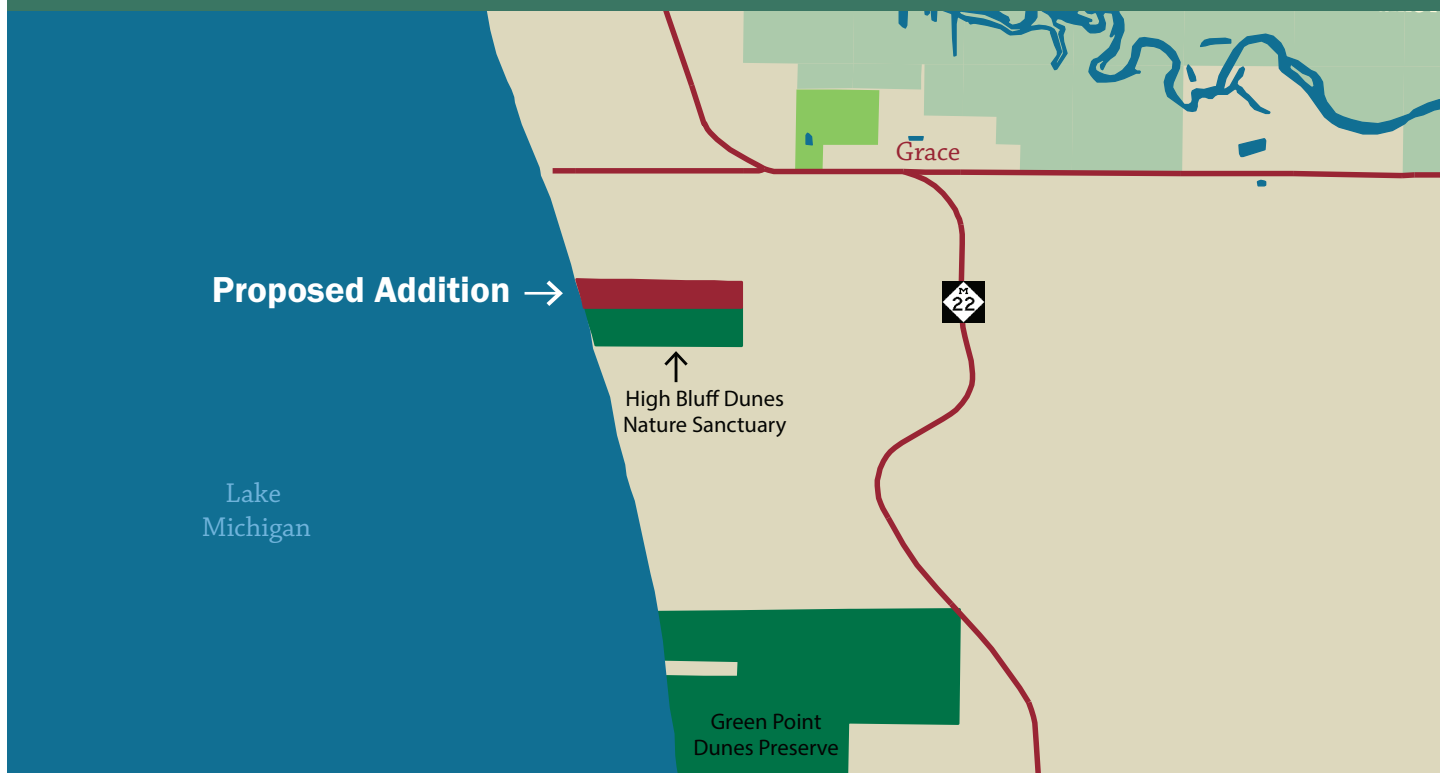 Grace
Proposed Addition →
M
22
High Bluff Dunes
Nature Sanctuary
Lake
Michigan
Green Point
Dunes Preserve